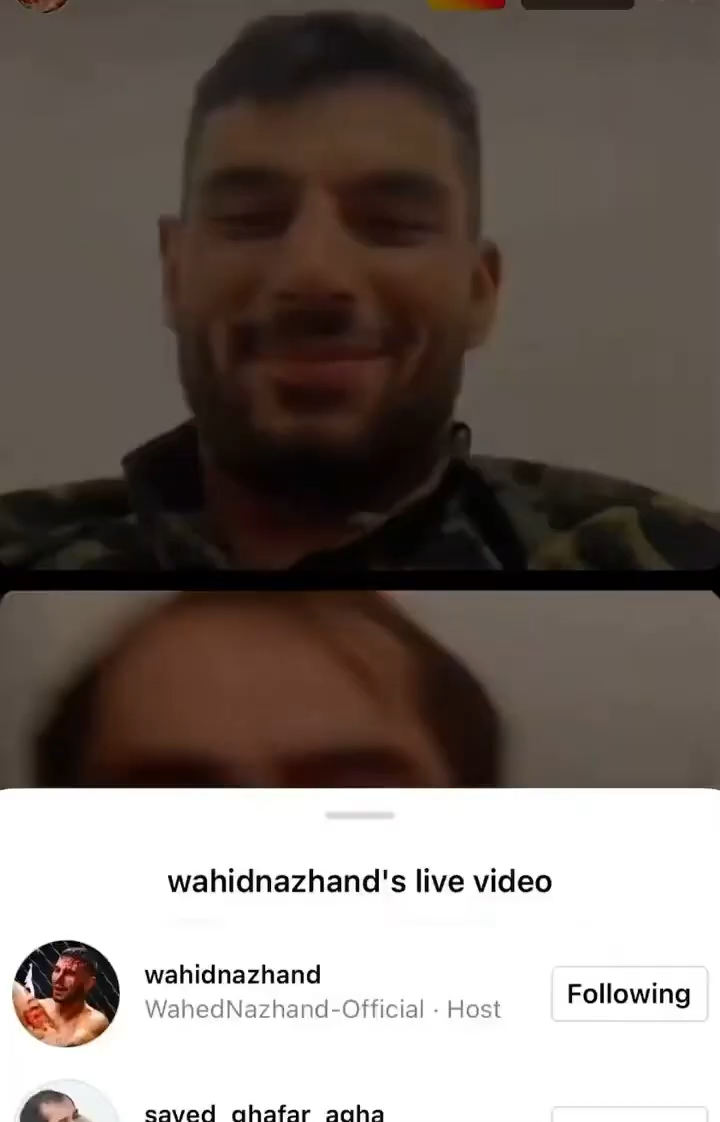 wahidnazhand's live video
wahidnazhand
WahedNazhand-Official · Host
Following
sayed_ghafar_agha